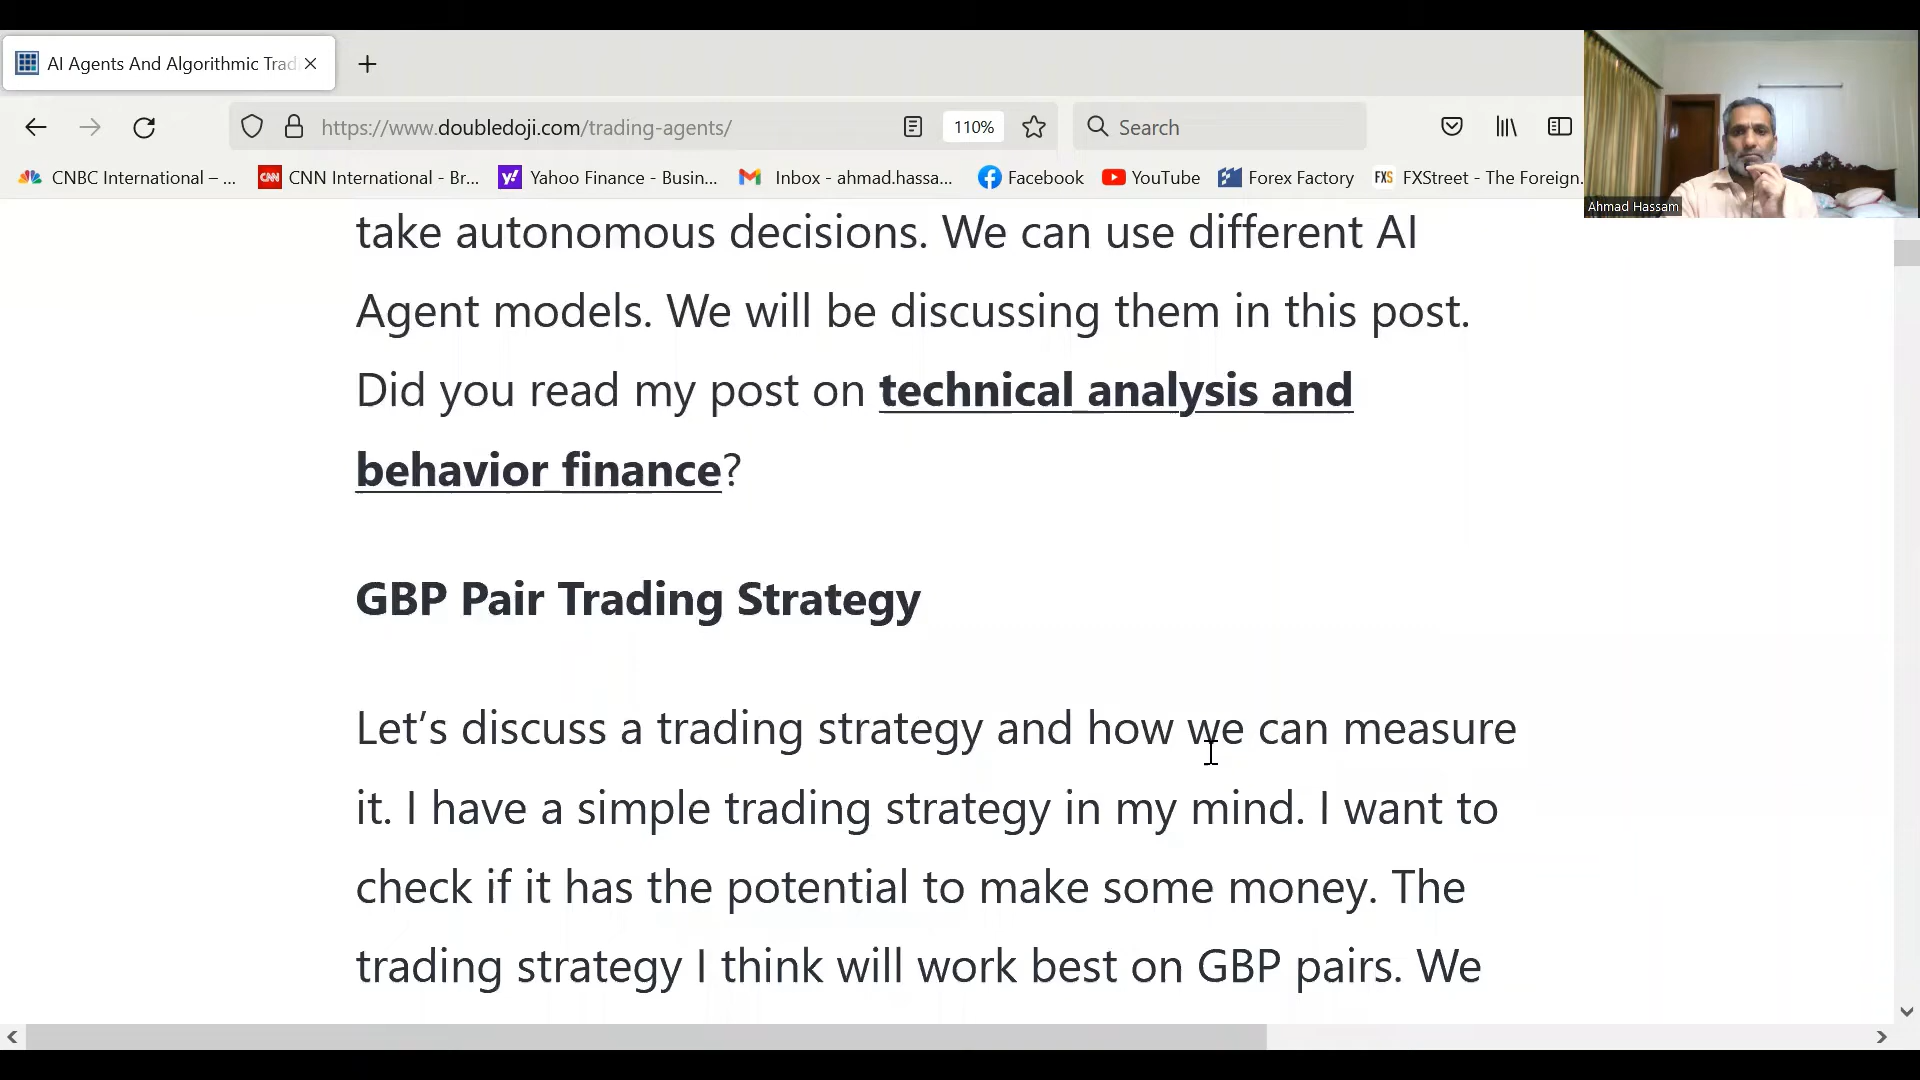 AI Agents And Algorithmic Trad
https://www.doubledoji.com/trading-agents/
110%
Search
CNBC International – ...
CNN International - Br...
Yahoo Finance - Busin...
Inbox - ahmad.hassa...
Facebook
YouTube
Forex Factory
FXS
FXStreet - The Foreign.
Ahmad Hassam
take autonomous decisions. We can use different AI
Agent models. We will be discussing them in this post.
Did you read my post on technical analysis and
behavior finance?
GBP Pair Trading Strategy
Let’s discuss a trading strategy and how we can measure
it. I have a simple trading strategy in my mind. I want to
check if it has the potential to make some money. The
trading strategy I think will work best on GBP pairs. We